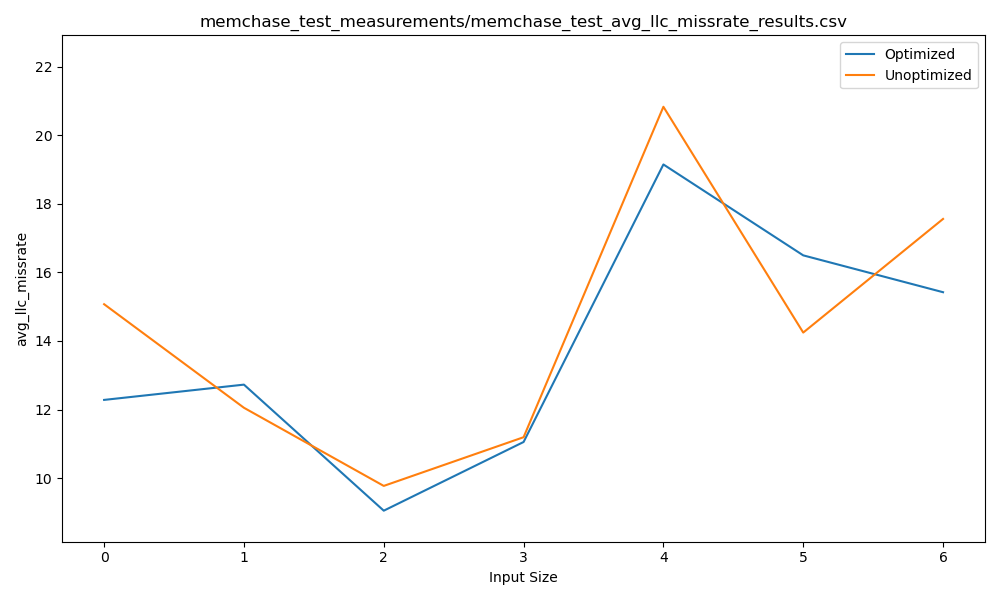 memchase_test_measurements/memchase_test_avg_llc_missrate_results.csv
Optimized
Unoptimized
avg_llc_missrate
22
20
18
16
14
12
10
0 1 2 3 4 5 6
Input Size